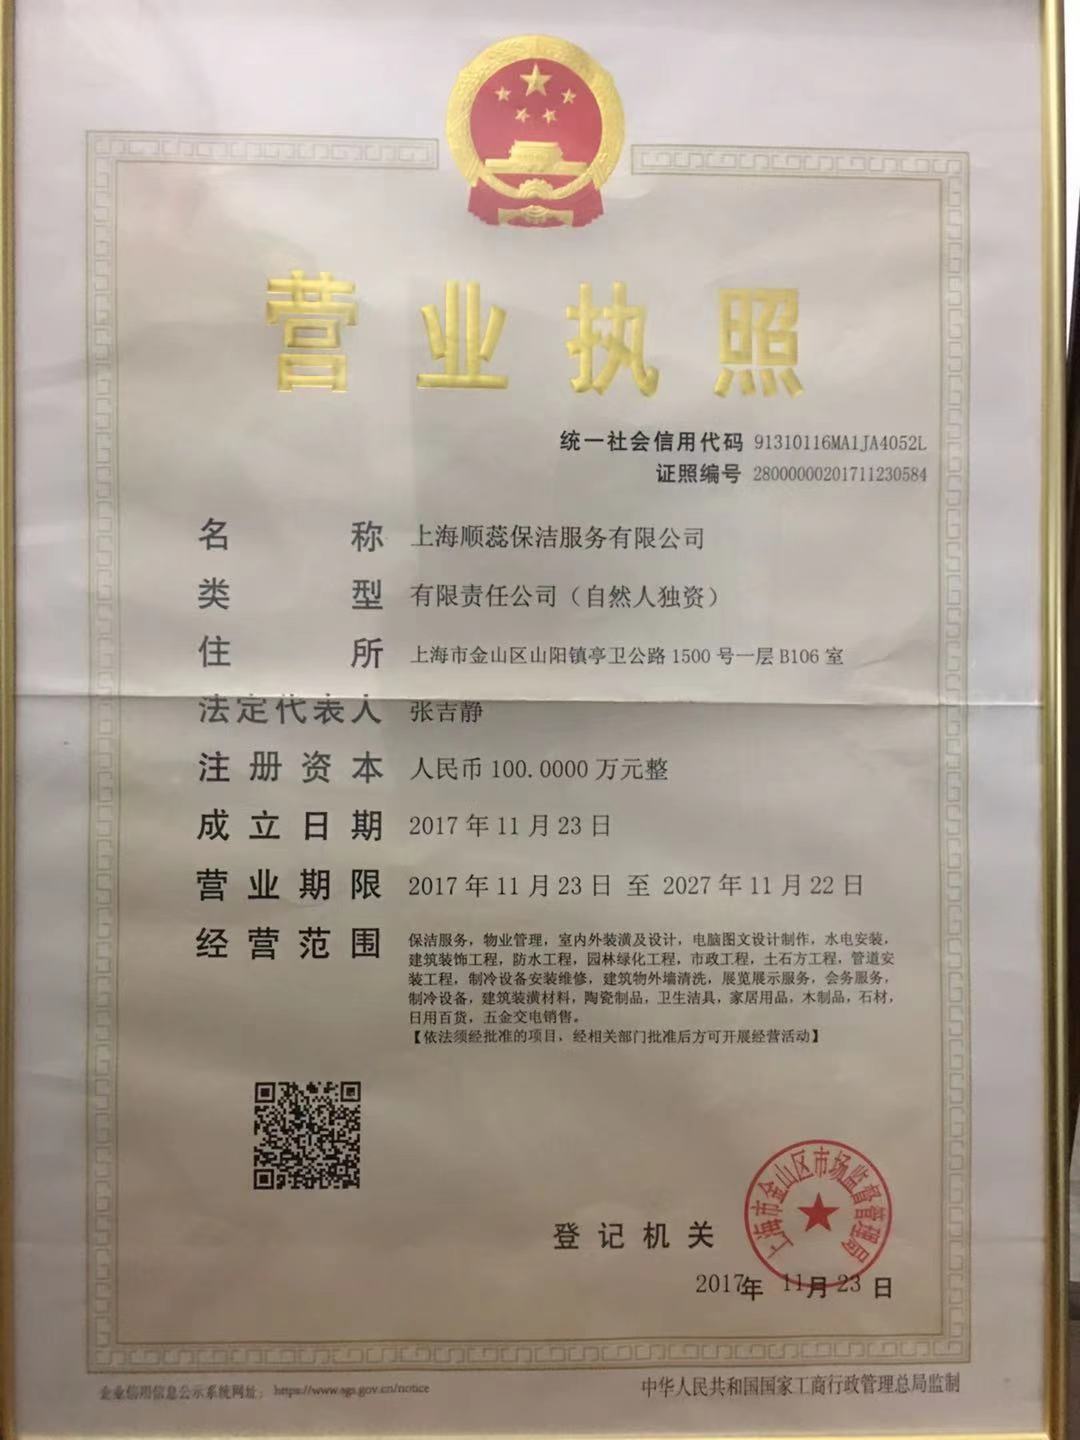 营业执照
统一社会信用代码 91310116MA1JA4052L
证照编号 28000000201711230584
名称 上海顺蕊保洁服务有限公司
类型 有限责任公司（自然人独资）
住所 上海市金山区山阳镇亭卫公路1500号一层B106室
法定代表人 张吉静
注册资本 人民币100.0000万元整
成立日期 2017年11月23日
营业期限 2017年11月23日 至 2027年11月22日
经营范围 保洁服务，物业管理，室内外装潢及设计，电脑图文设计制作，水电安装，
建筑装饰工程，防水工程，园林绿化工程，市政工程，土石方工程，管道安
装工程，制冷设备安装维修，建筑物外墙清洗，展览展示服务，会务服务，
制冷设备，建筑装潢材料，陶瓷制品，卫生洁具，家居用品，木制品，石材，
日用百货，五金交电销售。
【依法须经批准的项目，经相关部门批准后方可开展经营活动】
上海市金山区市场监督管理局
登记机关
2017年 11月23日
企业信用信息公示系统网址： https://www.sgs.gov.cn/notice
中华人民共和国国家工商行政管理总局监制